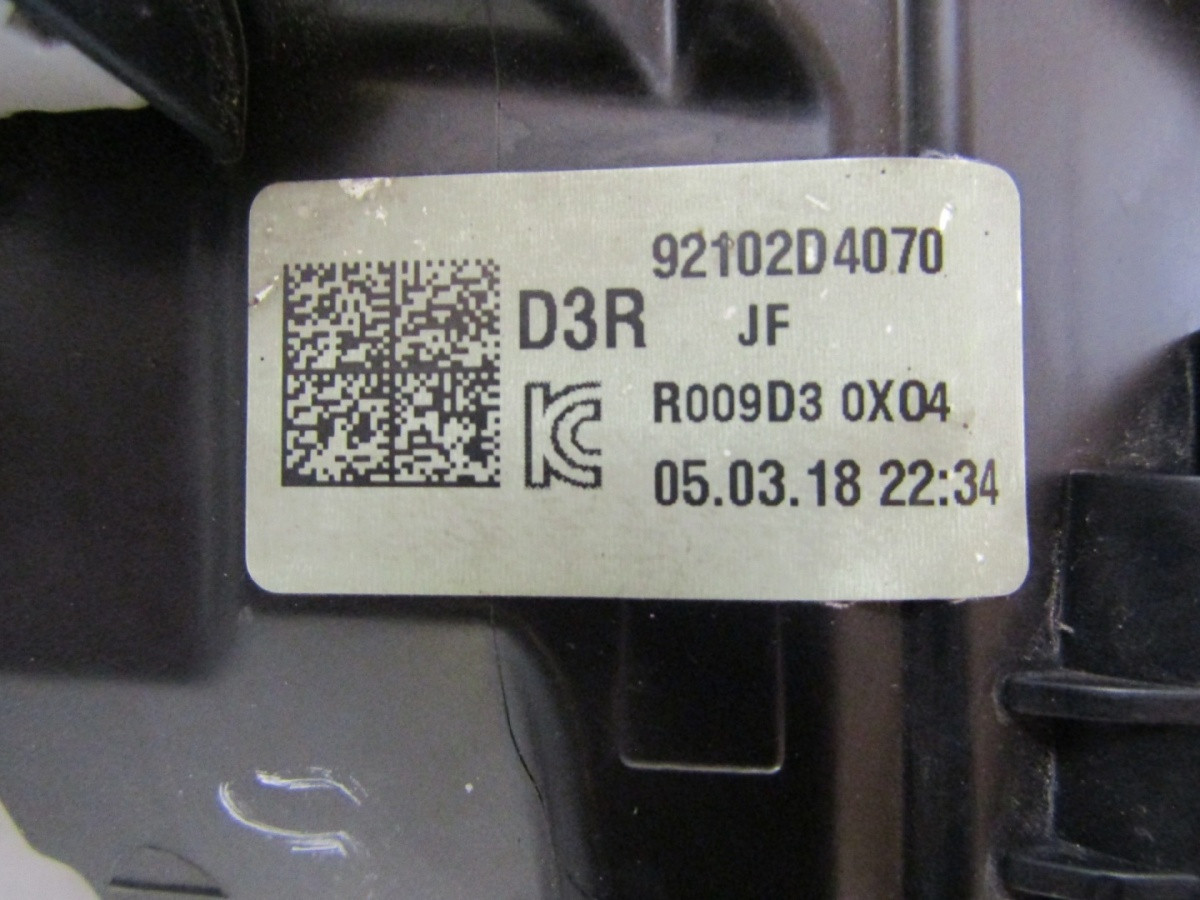 92102D4070
D3R JF
R009D3 0X04
05.03.18 22:34